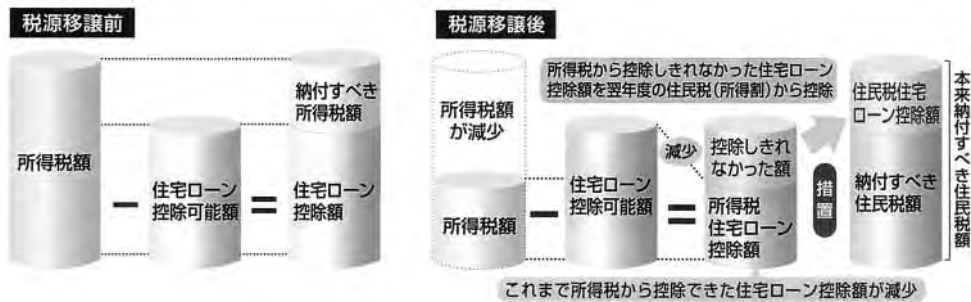 税源移譲前
所得税額
－
住宅ローン
控除可能額
＝
納付すべき
所得税額
住宅ローン
控除額
税源移譲後
所得税額
が減少
所得税額
－
住宅ローン
控除可能額
＝
減少
所得税から控除しきれなかった住宅ローン
控除額を翌年度の住民税(所得割)から控除
控除しきれ
なかった額
所得税
住宅ローン
控除額
措置
住民税住宅
ローン控除額
納付すべき
住民税額
本来納付すべき住民税額
これまで所得税から控除できた住宅ローン控除額が減少